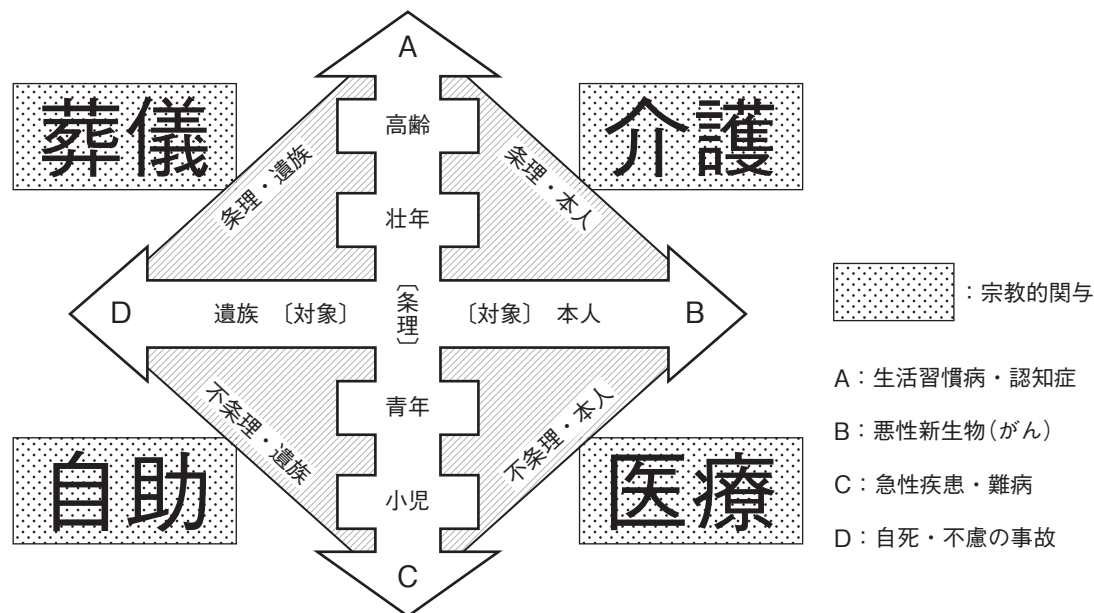 A
葬儀
介護
高齢
条理・遺族
条理・本人
壮年
D
遺族 〔対象〕
〔条理〕
〔対象〕 本人
B
:宗教的関与
青年
不条理・遺族
不条理・本人
A:生活習慣病・認知症
B:悪性新生物(がん)
自助
医療
小児
C:急性疾患・難病
D:自死・不慮の事故
C